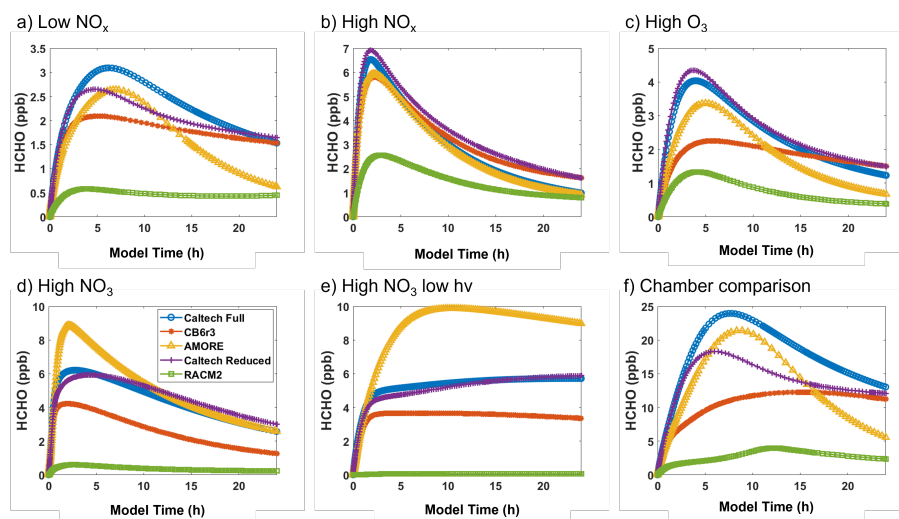 a) Low NOx
b) High NOx
c) High O3
HCHO (ppb)
3.5
3
2.5
2
1.5
1
0.5
0
0 5 10 15 20
Model Time (h)
HCHO (ppb)
7
6
5
4
3
2
1
0
0 5 10 15 20
Model Time (h)
HCHO (ppb)
5
4
3
2
1
0
0 5 10 15 20
Model Time (h)
d) High NO3
e) High NO3 low hv
f) Chamber comparison
HCHO (ppb)
10
8
6
4
2
0
0 5 10 15 20
Model Time (h)
Caltech Full
CB6r3
AMORE
Caltech Reduced
RACM2
HCHO (ppb)
10
8
6
4
2
0
0 5 10 15 20
Model Time (h)
HCHO (ppb)
25
20
15
10
5
0
0 5 10 15 20
Model Time (h)